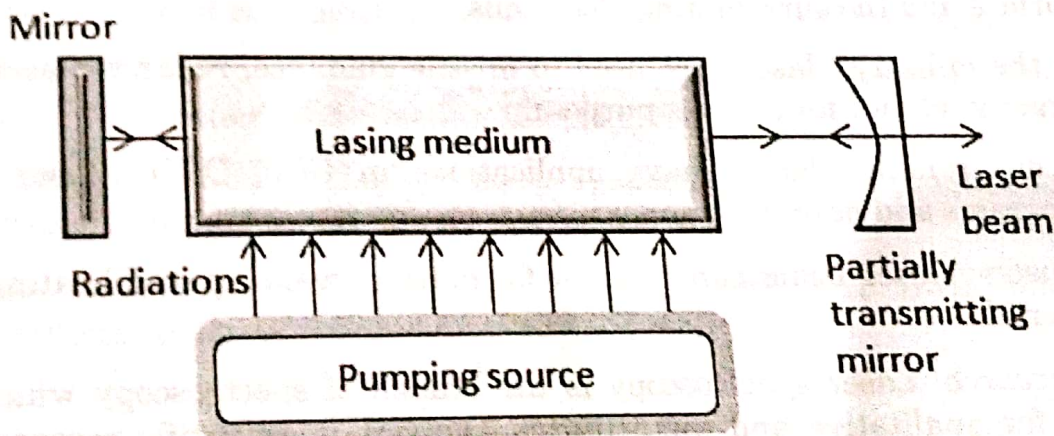 Mirror
Lasing medium
Laser
beam
Radiations
Partially
transmitting
mirror
Pumping source